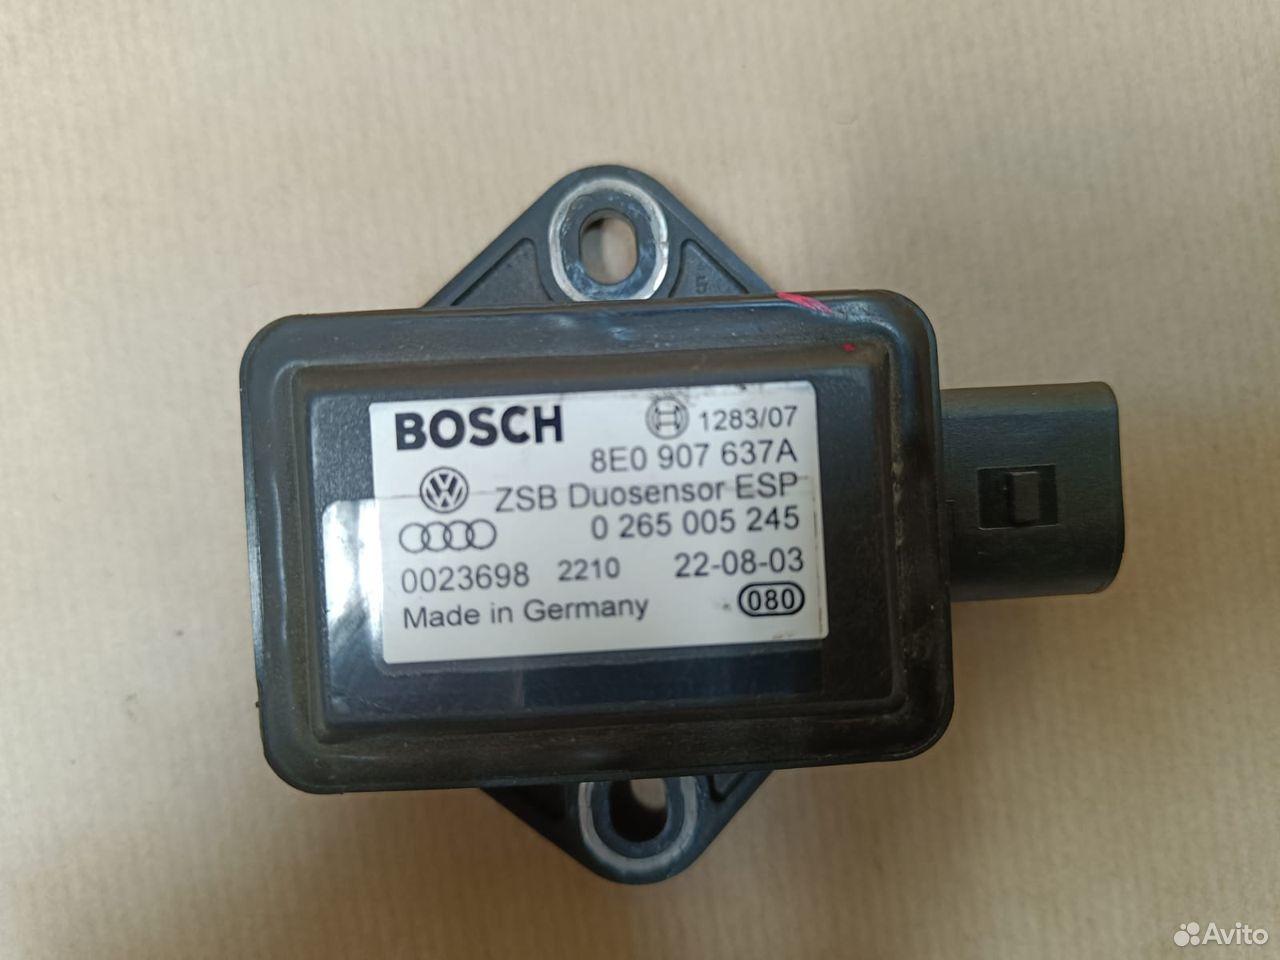 BOSCH 1283/07
8E0 907 637A
ZSB Duosensor ESP
0 265 005 245
0023698 2210 22-08-03
Made in Germany 080
Avito